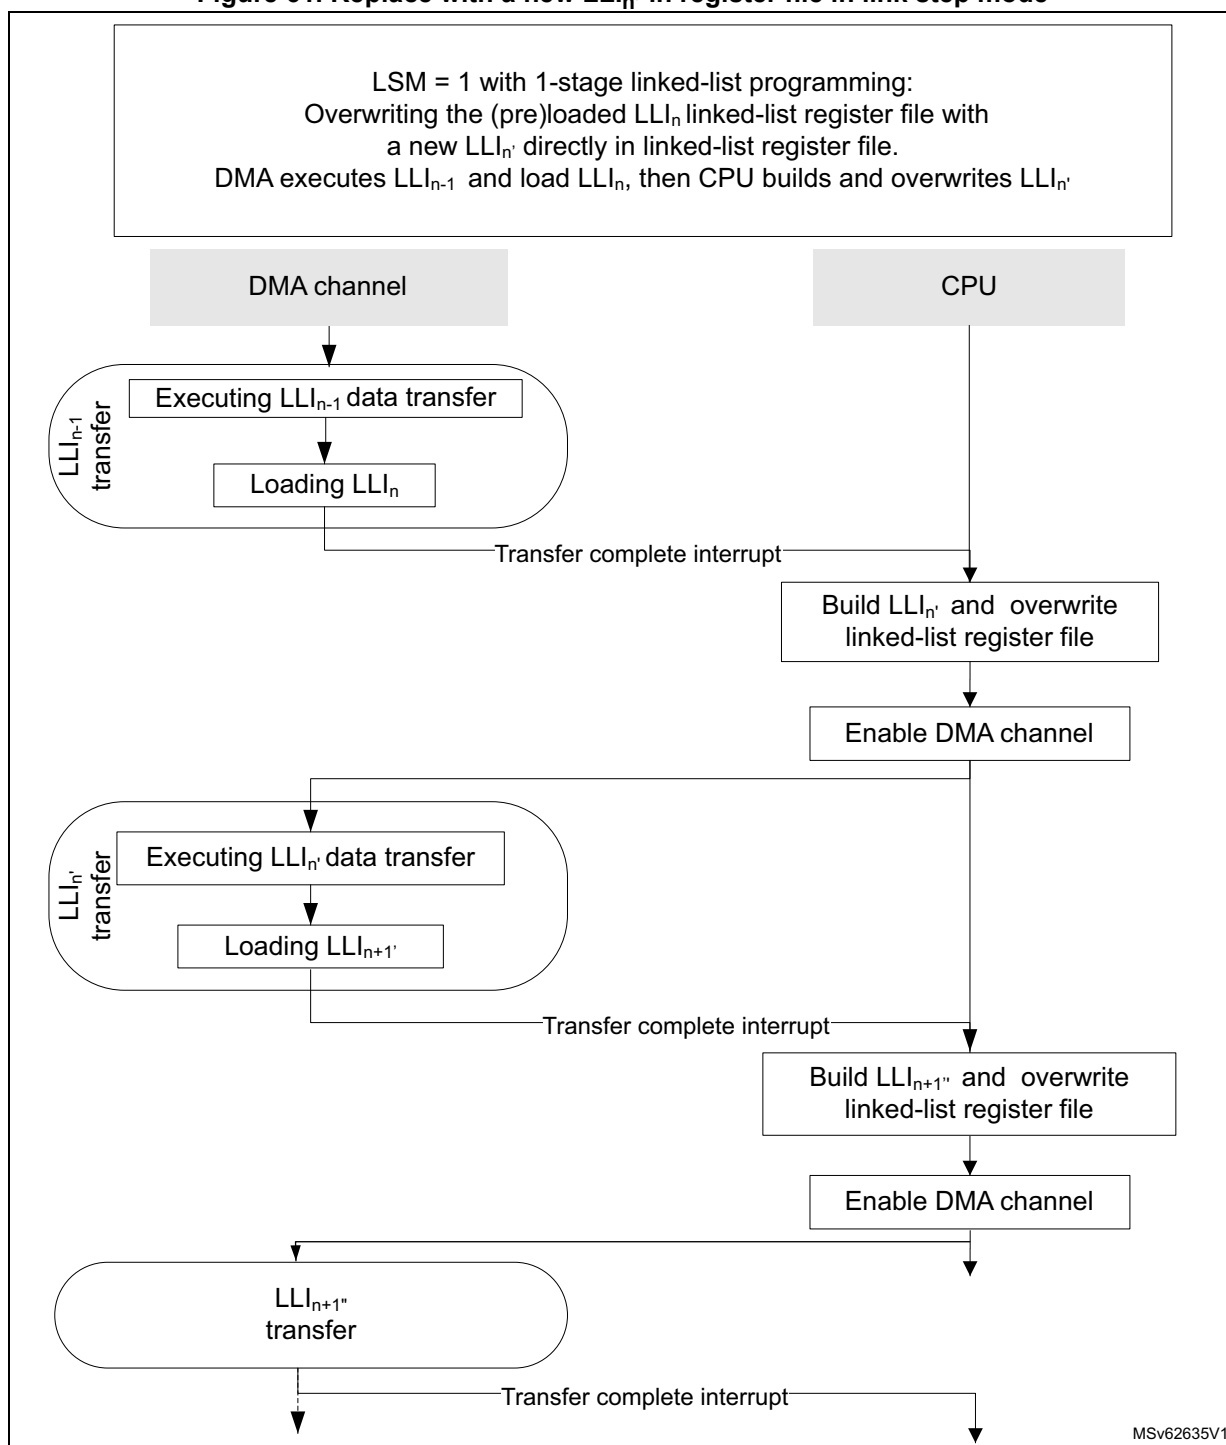 Figure 61. Replace with a new LLIn' in register file in link step mode
LSM = 1 with 1-stage linked-list programming:
Overwriting the (pre)loaded LLIn linked-list register file with
a new LLIn' directly in linked-list register file.
DMA executes LLIn-1 and load LLIn, then CPU builds and overwrites LLIn'
DMA channel
CPU
LLIn-1
transfer
Executing LLIn-1 data transfer
Loading LLIn
Transfer complete interrupt
Build LLIn' and overwrite
linked-list register file
Enable DMA channel
LLIn'
transfer
Executing LLIn' data transfer
Loading LLIn+1'
Transfer complete interrupt
Build LLIn+1'' and overwrite
linked-list register file
Enable DMA channel
LLIn+1"
transfer
Transfer complete interrupt
MSv62635V1